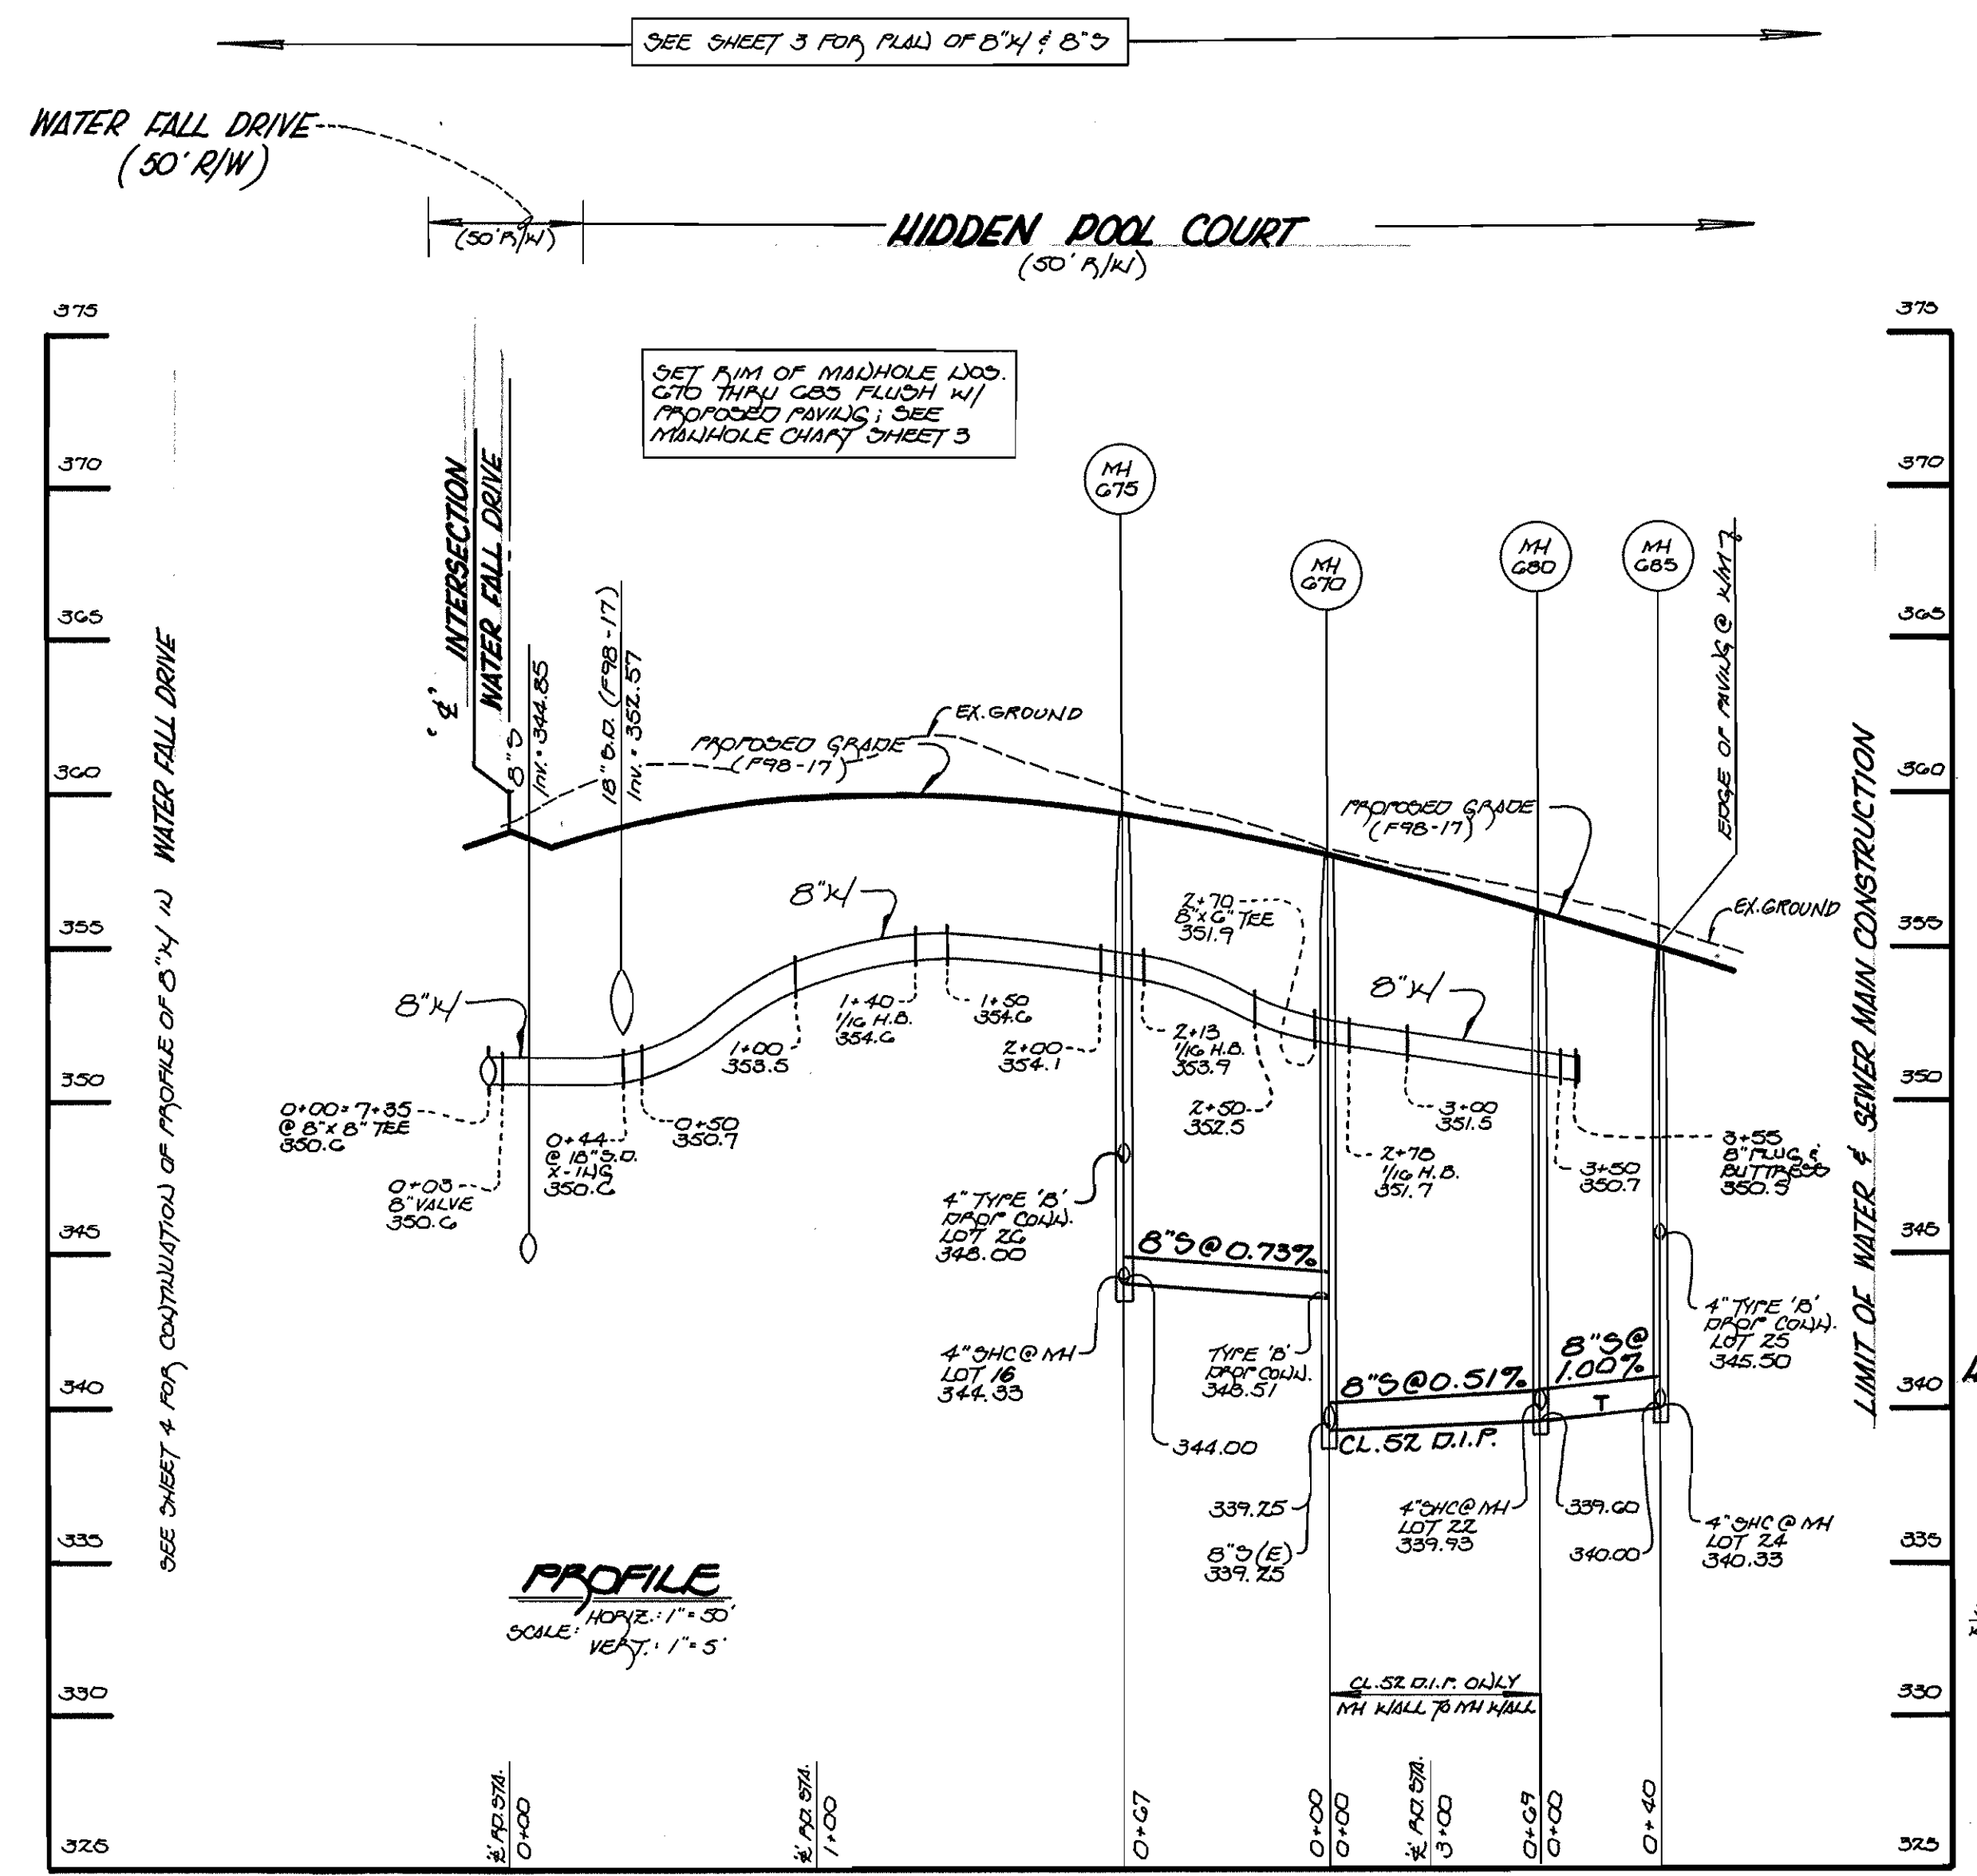 SEE SHEET 3 FOR PLAN OF 8"W & 8"S
WATER FALL DRIVE
(50' R/W)
(50' R/W)
HIDDEN POOL COURT
(50' R/W)
375
370
365
360
355
350
345
340
335
330
325
SEE SHEET 4 FOR CONTINUATION OF PROFILE OF 8"W IN WATER FALL DRIVE
SET RIM OF MANHOLE NOS.
670 THRU 685 FLUSH W/
PROPOSED PAVING; SEE
MANHOLE CHART SHEET 3
℄ INTERSECTION
WATER FALL DRIVE
8"S
Inv. = 344.85
18" S.D. (F98-17)
Inv. = 352.57
PROPOSED GRADE
(F98-17)
EX. GROUND
MH
675
MH
670
MH
680
MH
685
EDGE OF PAVING @
PROPOSED GRADE
(F98-17)
EX. GROUND
8"W
8"W
8"W
0+00=7+35
@ 8"x 8" TEE
350.6
0+03
8" VALVE
350.6
0+44
@ 18" S.D.
X-ING
350.6
0+50
350.7
1+00
353.5
1+40
1/16 H.B.
354.6
1+50
354.6
2+00
354.1
2+13
1/16 H.B.
353.9
2+50
352.5
2+70
8"x6" TEE
351.9
2+78
1/16 H.B.
351.7
3+00
351.5
3+50
350.7
3+55
8" PLUG &
BUTTRESS
350.5
4" TYPE 'B'
DROP CONN.
LOT 26
348.00
8"S @ 0.73%
4" SHC @ MH
LOT 16
344.33
344.00
TYPE 'B'
DROP CONN.
343.51
8"S @ 0.51%
CL. 52 D.I.P.
8"S @
1.00%
T
4" TYPE 'B'
DROP CONN.
LOT 25
345.50
339.25
8"S (E)
339.25
4" SHC @ MH
LOT 22
339.93
339.60
340.00
4" SHC @ MH
LOT 24
340.33
PROFILE
SCALE: HORIZ.: 1" = 50'
VERT.: 1" = 5'
CL. 52 D.I.P. ONLY
MH WALL TO MH WALL
℄ RD. STA.
0+00
℄ RD. STA.
1+00
0+67
0+00
0+00
℄ RD. STA.
3+00
0+69
0+00
0+40
LIMIT OF WATER & SEWER MAIN CONSTRUCTION
375
370
365
360
355
350
345
340
335
330
325